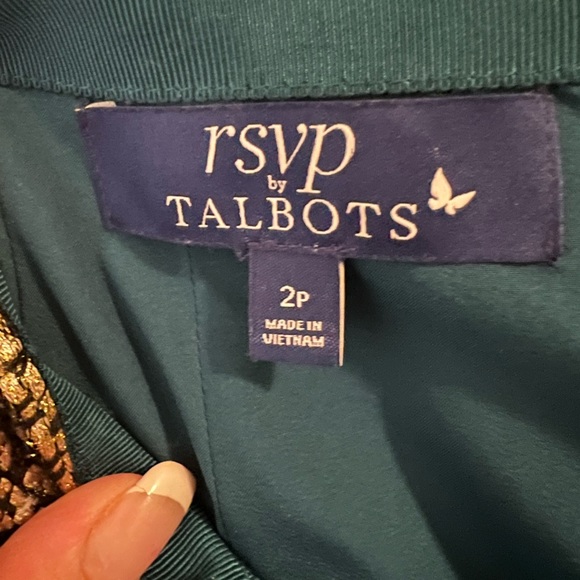 rsvp
by
TALBOTS
2P
MADE IN
VIETNAM